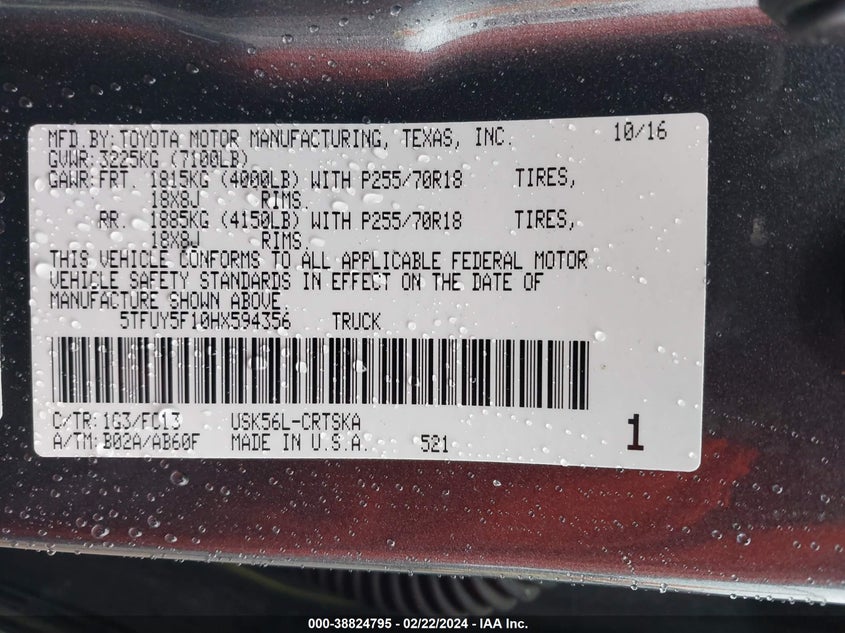 MFD.BY:TOYOTA MOTOR MANUFACTURING, TEXAS, INC. 10/16
GVWR:3225KG (7100LB)
GAWR:FRT. 1815KG (4000LB) WITH P255/70R18 TIRES,
18X8J RIMS.
RR. 1885KG (4150LB) WITH P255/70R18 TIRES,
18X8J RIMS.
THIS VEHICLE CONFORMS TO ALL APPLICABLE FEDERAL MOTOR
VEHICLE SAFETY STANDARDS IN EFFECT ON THE DATE OF
MANUFACTURE SHOWN ABOVE.
5TFUY5F10HX594356 TRUCK
C/TR:1G3/FC13 USK56L-CRTSKA
A/TM:B02A/AB60F MADE IN U.S.A. 521 1
000-38824795 - 02/22/2024 - IAA Inc.